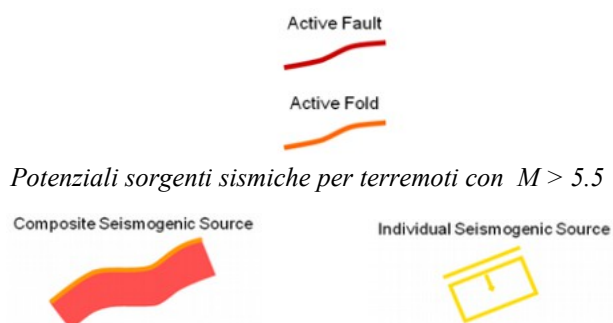 Active Fault
Active Fold
Potenziali sorgenti sismiche per terremoti con M > 5.5
Composite Seismogenic Source
Individual Seismogenic Source